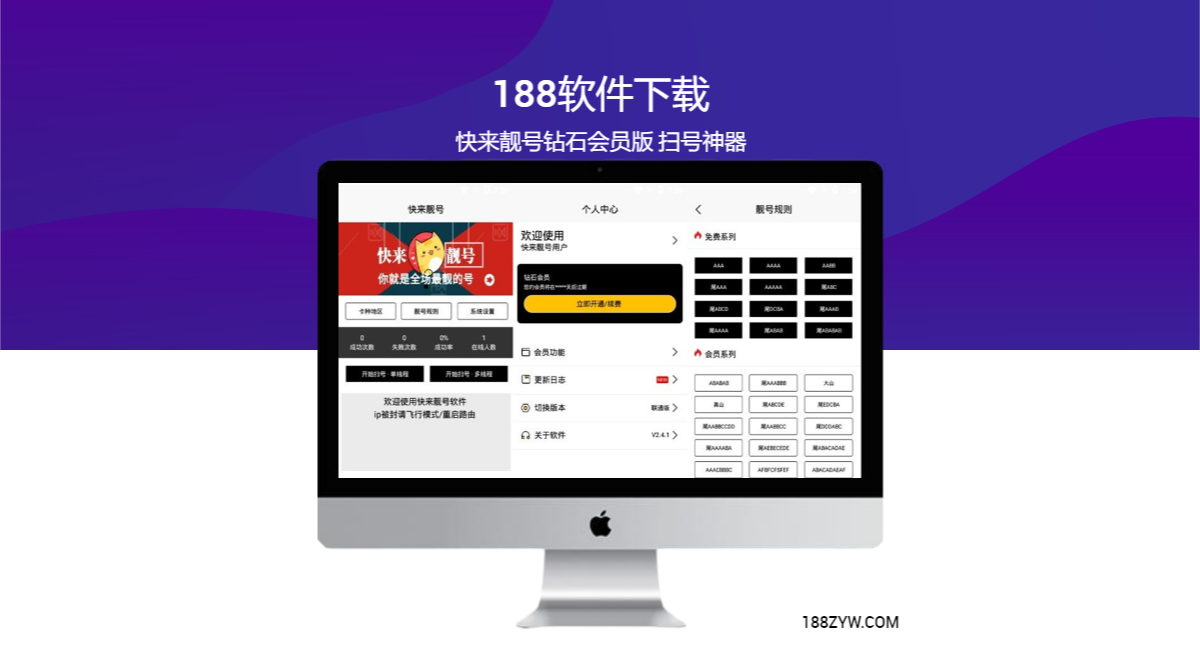 188软件下载
快来靓号钻石会员版 扫号神器
快来靓号
快来 靓号
你就是全场最靓的号
卡种地区 靓号规则 系统设置
0 0 0% 1
成功次数 失败次数 成功率 在线人数
开始扫号·单线程 开始扫号·多线程
欢迎使用快来靓号软件
ip被封请飞行模式/重启路由
个人中心
欢迎使用
快来靓号用户
钻石会员
您的会员将在*****天后过期
立即开通/续费
会员功能
更新日志 NEW
切换版本 联通版
关于软件 V2.4.1
靓号规则
免费系列
AAA AAAA AABB
尾AAA AAAAA 尾ABC
尾ABCD 尾DCBA 尾AAAB
尾AAAA 尾ABAB 尾ABABAB
会员系列
ABABAB 尾AAABBB 大山
真山 尾ABCDE 尾EDCBA
尾AABBCCDD 尾AABBCC 尾DDDABC
尾AAAABA 尾AEBECEDE 尾ABACADAE
AAACBBBC AFBFCFDFEF ABACADAEAF
188ZYW.COM